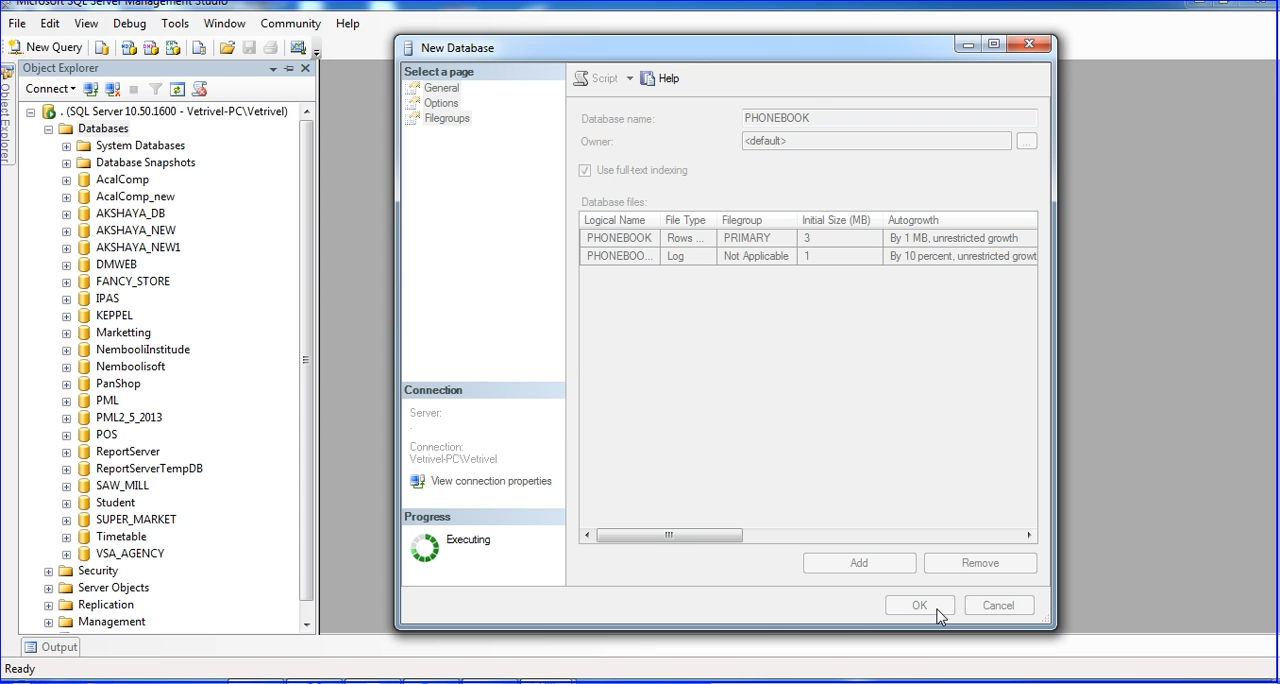 Microsoft SQL Server Management Studio
File Edit View Debug Tools Window Community Help
New Query
Object Explorer
Object Explorer
Connect
. (SQL Server 10.50.1600 - Vetrivel-PC\Vetrivel)
Databases
System Databases
Database Snapshots
AcalComp
AcalComp_new
AKSHAYA_DB
AKSHAYA_NEW
AKSHAYA_NEW1
DMWEB
FANCY_STORE
IPAS
KEPPEL
Marketting
NembooliInstitude
Nemboolisoft
PanShop
PML
PML2_5_2013
POS
ReportServer
ReportServerTempDB
SAW_MILL
Student
SUPER_MARKET
Timetable
VSA_AGENCY
Security
Server Objects
Replication
Management
Output
Ready
New Database
Select a page
General
Options
Filegroups
Connection
Server:
.
Connection:
Vetrivel-PC\Vetrivel
View connection properties
Progress
Executing
Script Help
Database name: PHONEBOOK
Owner: <default> ...
Use full-text indexing
Database files:
Logical Name File Type Filegroup Initial Size (MB) Autogrowth
PHONEBOOK Rows ... PRIMARY 3 By 1 MB, unrestricted growth
PHONEBOO... Log Not Applicable 1 By 10 percent, unrestricted growt
Add Remove
OK Cancel